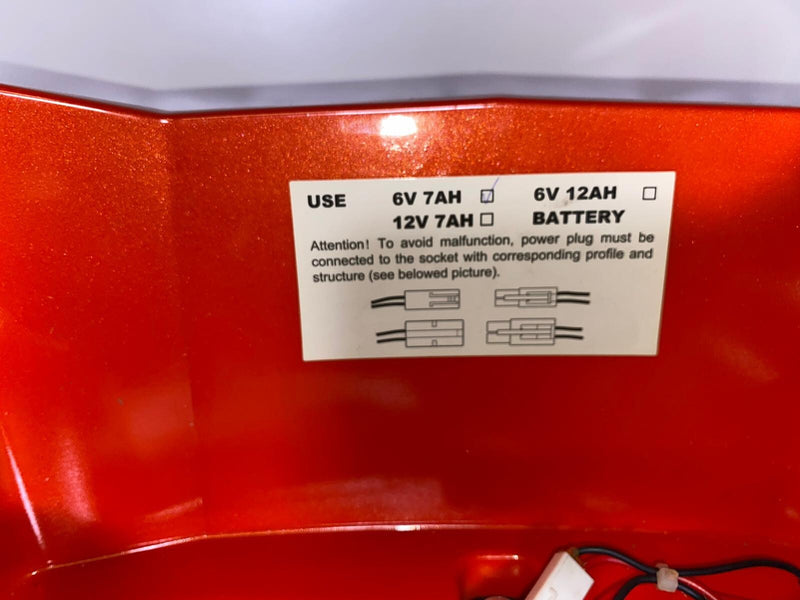 USE 6V 7AH ☑ 6V 12AH ☐
12V 7AH ☐ BATTERY
Attention! To avoid malfunction, power plug must be
connected to the socket with corresponding profile and
structure (see belowed picture).